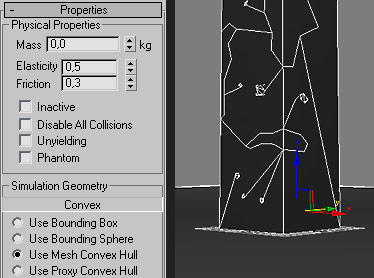 - Properties
Physical Properties
Mass 0,0 kg
Elasticity 0,5
Friction 0,3
Inactive
Disable All Collisions
Unyielding
Phantom
Simulation Geometry
Convex
Use Bounding Box
Use Bounding Sphere
Use Mesh Convex Hull
Use Proxy Convex Hull